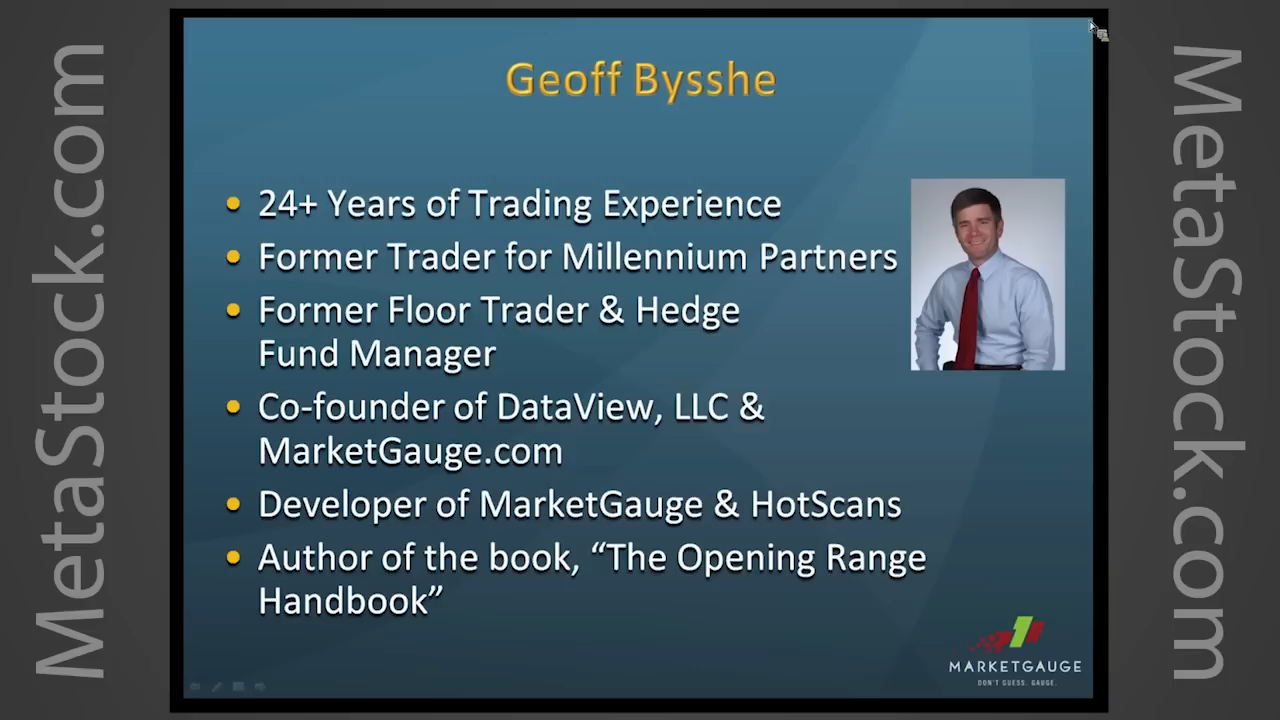 MetaStock.com
Geoff Bysshe
• 24+ Years of Trading Experience
• Former Trader for Millennium Partners
• Former Floor Trader & Hedge
Fund Manager
• Co-founder of DataView, LLC &
MarketGauge.com
• Developer of MarketGauge & HotScans
• Author of the book, “The Opening Range
Handbook”
MARKETGAUGE
DON'T GUESS. GAUGE.
MetaStock.com